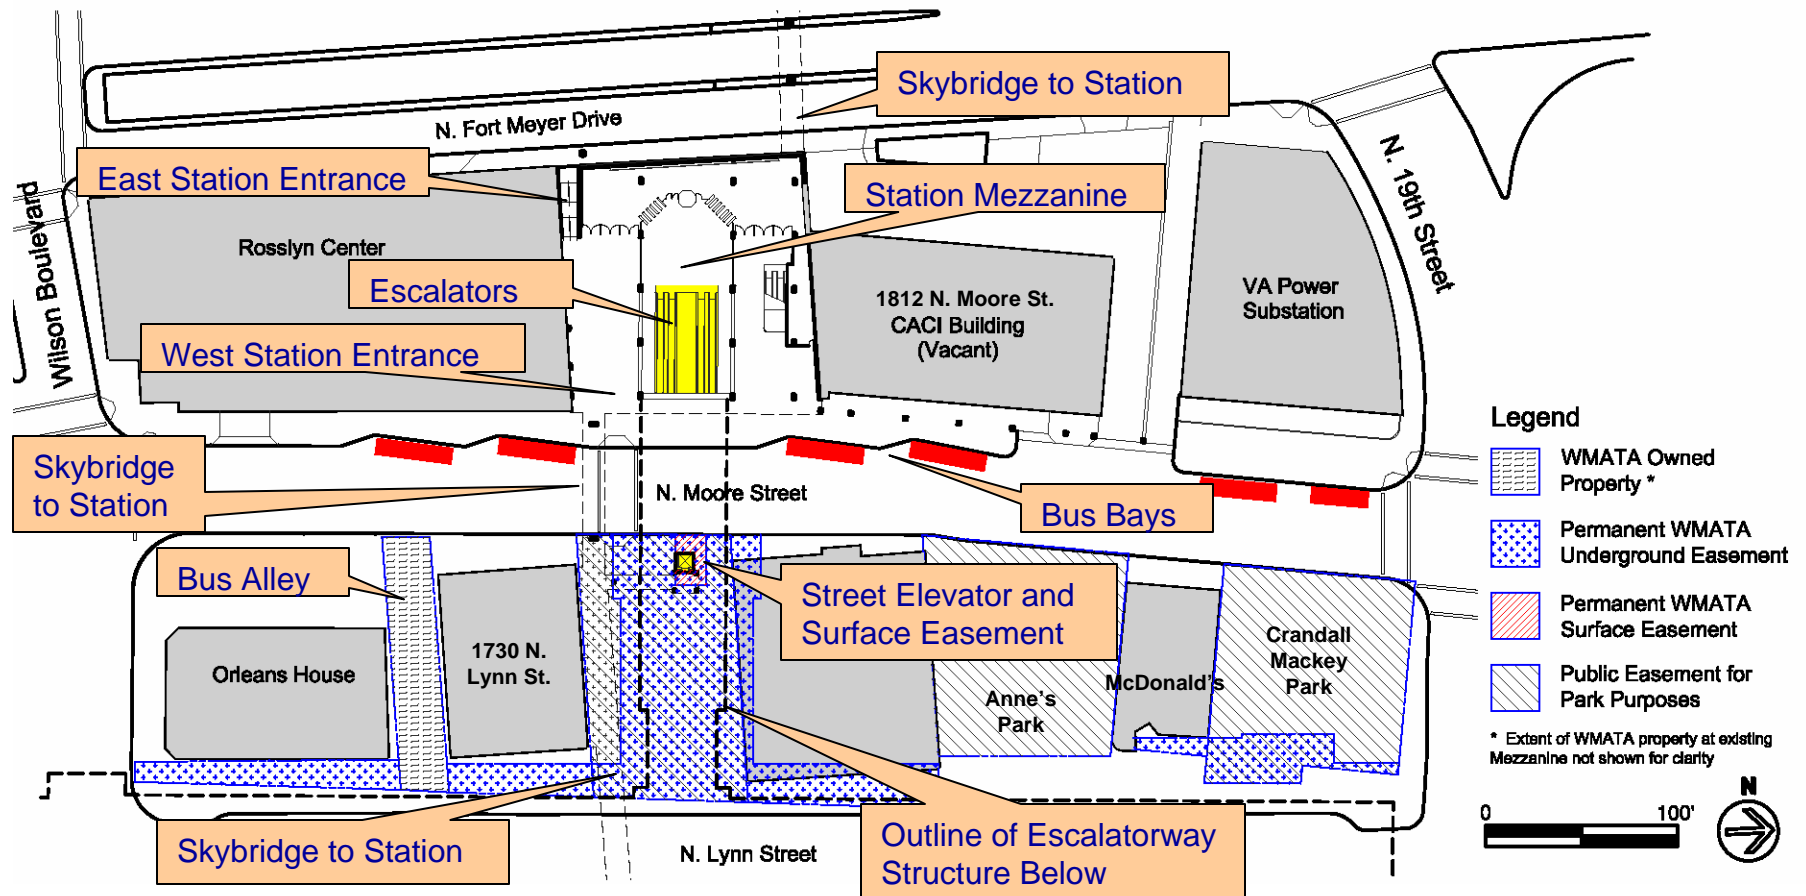 Skybridge to Station
N. Fort Meyer Drive
East Station Entrance
Station Mezzanine
N. 19th Street
Wilson Boulevard
Rosslyn Center
Escalators
1812 N. Moore St.
CACI Building
(Vacant)
VA Power
Substation
West Station Entrance
Skybridge
to Station
N. Moore Street
Bus Bays
Bus Alley
Street Elevator and
Surface Easement
Orleans House
1730 N.
Lynn St.
Anne's
Park
McDonald's
Crandall
Mackey
Park
Skybridge to Station
Outline of Escalatorway
Structure Below
N. Lynn Street
Legend
WMATA Owned
Property *
Permanent WMATA
Underground Easement
Permanent WMATA
Surface Easement
Public Easement for
Park Purposes
* Extent of WMATA property at existing
Mezzanine not shown for clarity
N
0 100'